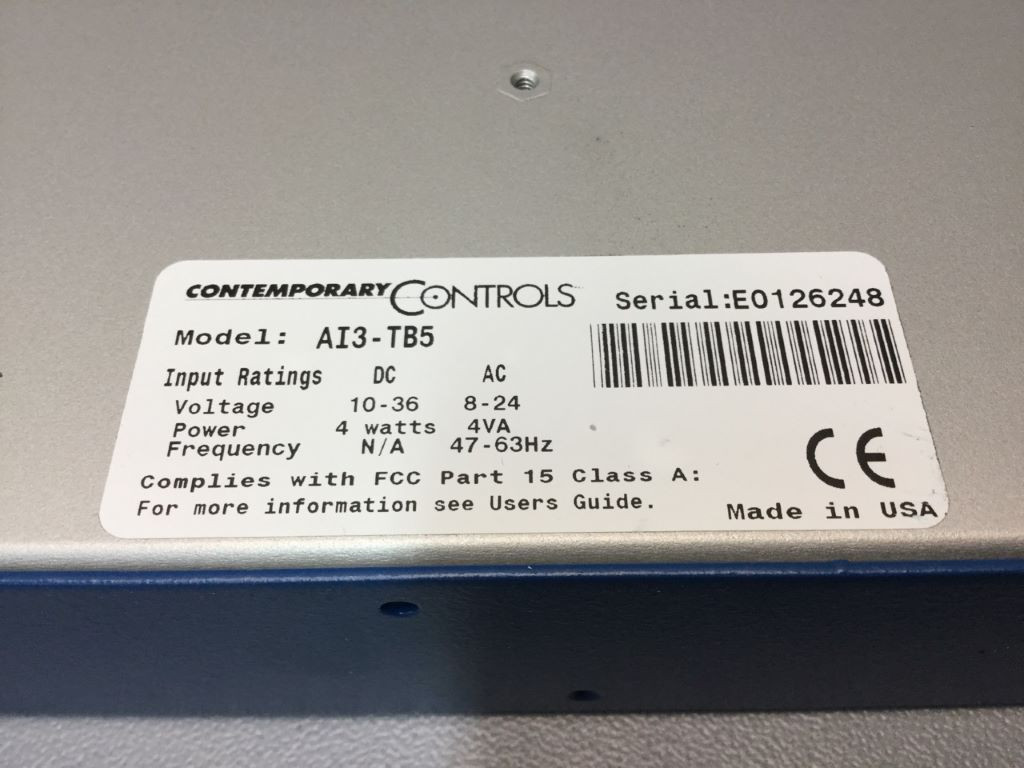 CONTEMPORARY CONTROLS
Serial:E0126248
Model: AI3-TB5
Input Ratings DC AC
Voltage 10-36 8-24
Power 4 watts 4VA
Frequency N/A 47-63Hz
CE
Complies with FCC Part 15 Class A:
For more information see Users Guide.
Made in USA